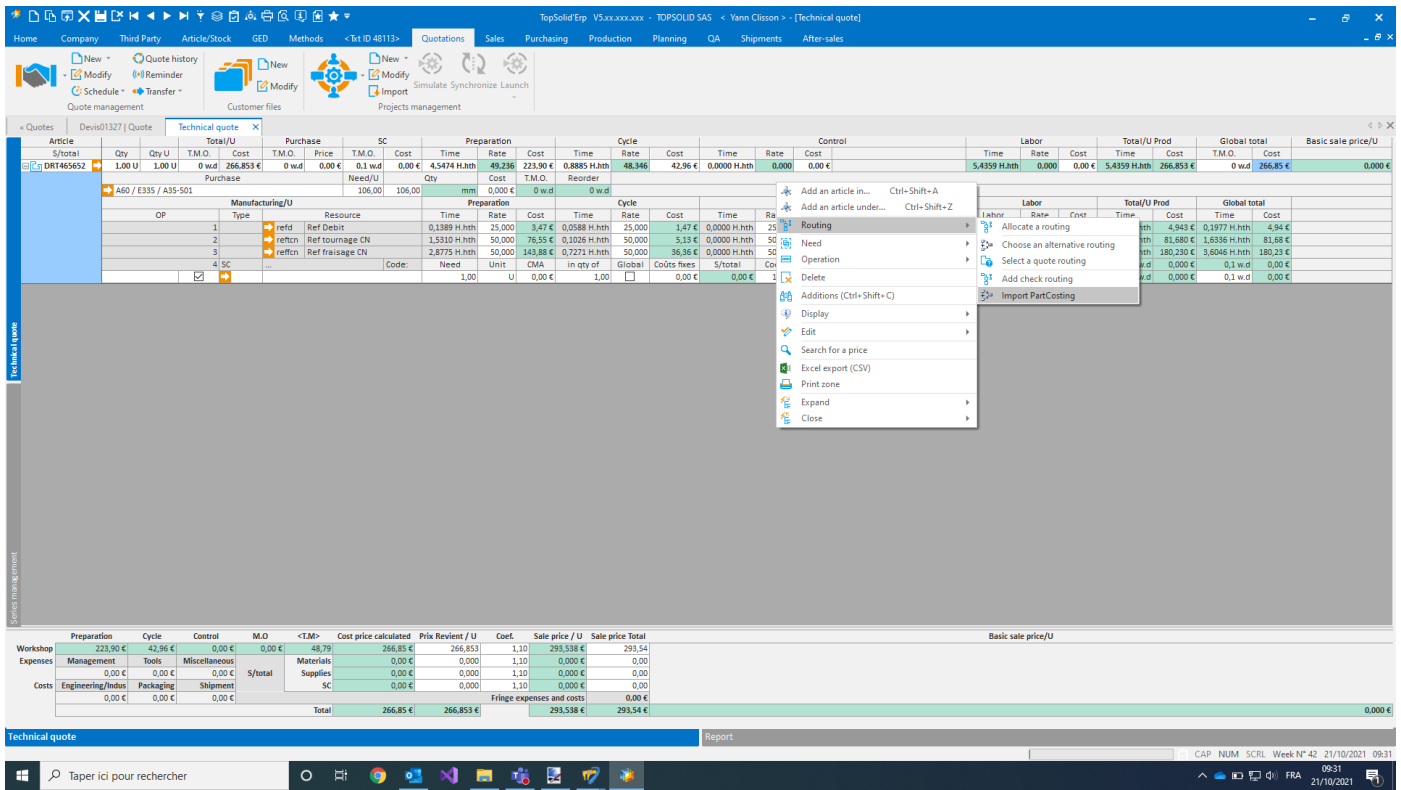 TopSolid'Erp V5.xx.xxx.xxx - TOPSOLID SAS < Yann Clisson > - [Technical quote]
Home Company Third Party Article/Stock GED Methods <Txt ID 48113> Quotations Sales Purchasing Production Planning QA Shipments After-sales
New Quote history New New
Modify Reminder Modify
Schedule Transfer Modify Import Simulate Synchronize Launch
Quote management Customer files Projects management
« Quotes Devis01327 | Quote Technical quote
Article Total/U Purchase SC Preparation Cycle Control Labor Total/U Prod Global total Basic sale price/U
S/total Qty Qty U T.M.O. Cost T.M.O. Price T.M.O. Cost Time Rate Cost Time Rate Cost Time Rate Cost Time Rate Cost Time Cost T.M.O. Cost
DRT465652 1,00 U 1,00 U 0 w.d 266,853 € 0 w.d 0,00 € 0,1 w.d 0,00 € 4,5474 H.hth 49,236 223,90 € 0,8885 H.hth 48,346 42,96 € 0,0000 H.hth 0,000 0,00 € 5,4359 H.hth 0,000 0,00 € 5,4359 H.hth 266,853 € 0 w.d 266,85 € 0,000 €
Purchase Need/U Qty Cost T.M.O. Reorder
A60 / E335 / A35-501 106,00 106,00 mm 0,000 € 0 w.d 0 w.d
Manufacturing/U Preparation Cycle Labor Total/U Prod Global total
OP Type Resource Time Rate Cost Time Rate Cost Time Labor Rate Cost Time Cost Time Cost
1 refd Ref Debit 0,1389 H.hth 25,000 3,47 € 0,0588 H.hth 25,000 1,47 € 0,0000 H.hth 4,943 € 0,1977 H.hth 4,94 €
2 reftcn Ref tournage CN 1,5310 H.hth 50,000 76,55 € 0,1026 H.hth 50,000 5,13 € 0,0000 H.hth 81,680 € 1,6336 H.hth 81,68 €
3 reffcn Ref fraisage CN 2,8775 H.hth 50,000 143,88 € 0,7271 H.hth 50,000 36,36 € 0,0000 H.hth 180,230 € 3,6046 H.hth 180,23 €
4 SC ... Code: Need Unit CMA in qty of Global Coûts fixes S/total 0,000 € 0,1 w.d 0,00 €
1,00 U 0,00 € 1,00 0,00 € 0,00 € 0,000 € 0,1 w.d 0,00 €
Add an article in... Ctrl+Shift+A
Add an article under... Ctrl+Shift+Z
Routing
Need
Operation
Delete
Additions (Ctrl+Shift+C)
Display
Edit
Search for a price
Excel export (CSV)
Print zone
Expand
Close
Allocate a routing
Choose an alternative routing
Select a quote routing
Add check routing
Import PartCosting
Technical quote
Series management
Preparation Cycle Control M.O <T.M> Cost price calculated Prix Revient / U Coef. Sale price / U Sale price Total Basic sale price/U
Workshop 223,90 € 42,96 € 0,00 € 0,00 € 48,79 266,85 € 266,853 1,10 293,538 € 293,54
Expenses Management Tools Miscellaneous Materials 0,00 € 0,000 1,10 0,000 € 0,00
0,00 € 0,00 € 0,00 € S/total Supplies 0,00 € 0,000 1,10 0,000 € 0,00
Costs Engineering/Indus Packaging Shipment SC 0,00 € 0,000 1,10 0,000 € 0,00
0,00 € 0,00 € 0,00 € Fringe expenses and costs 0,00 €
Total 266,85 € 266,853 € 293,538 € 293,54 € 0,000 €
Technical quote Report
CAP NUM SCRL Week N° 42 21/10/2021 09:31
Taper ici pour rechercher FRA 09:31
21/10/2021